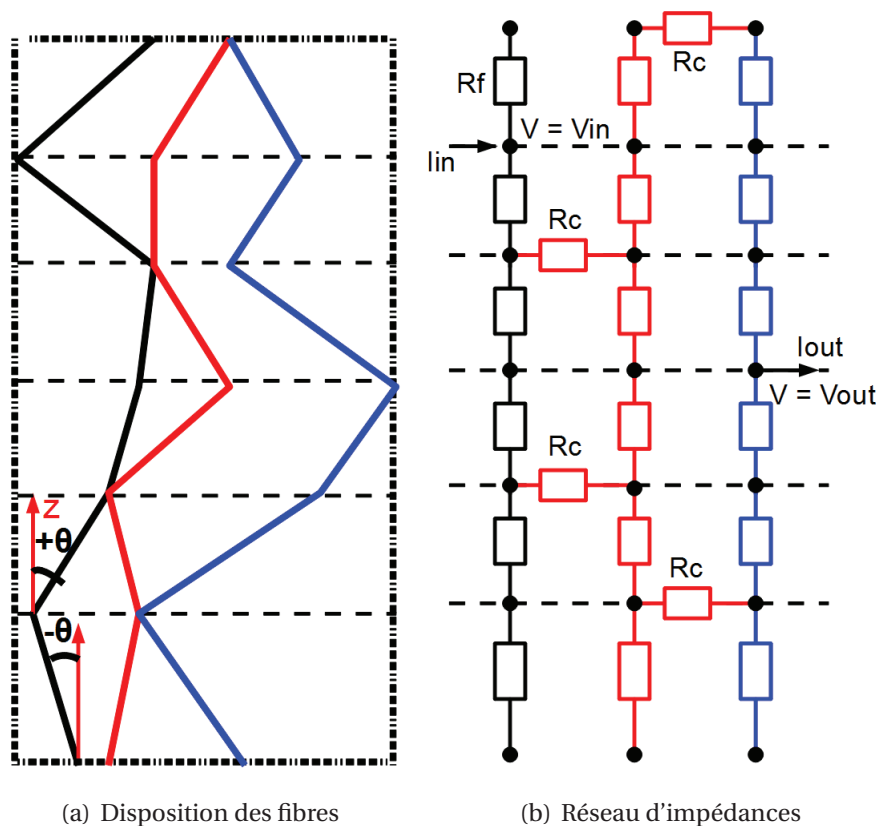 Rc
Rf
V = Vin
Iin
Rc
Iout
V = Vout
Rc
Z
+θ
Rc
-θ
(a) Disposition des fibres
(b) Réseau d'impédances